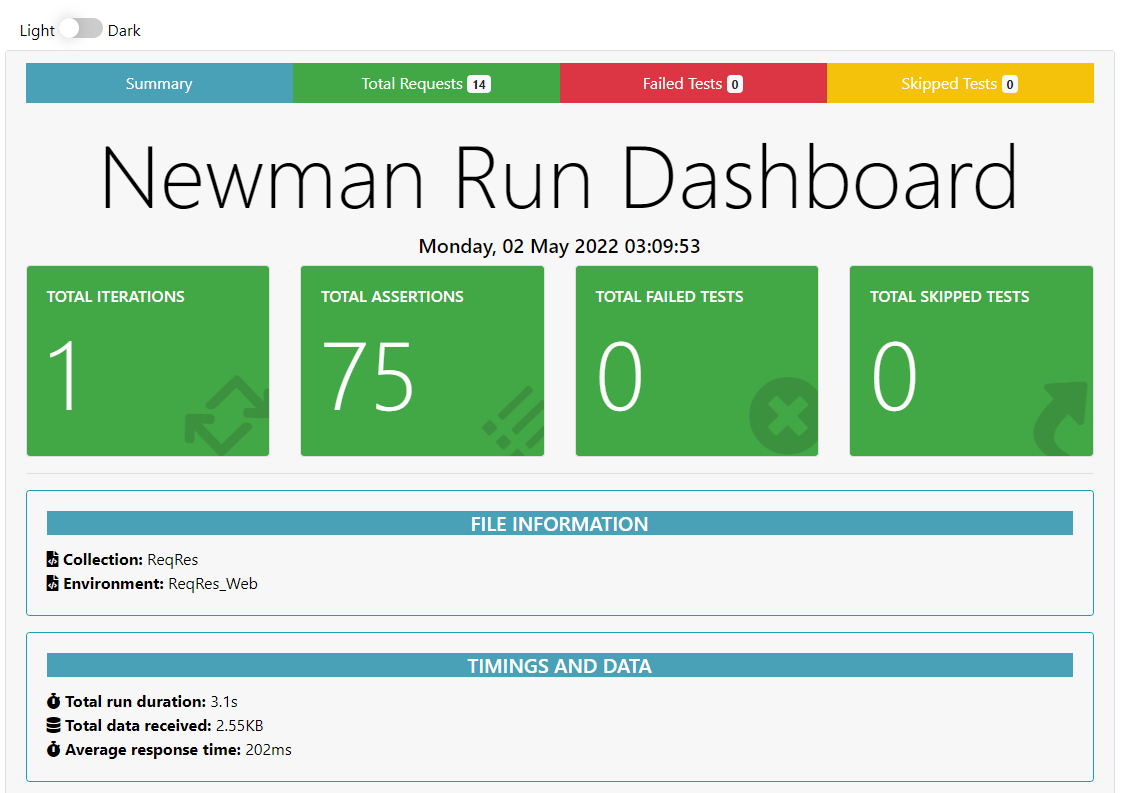 Light Dark
Summary Total Requests 14 Failed Tests 0 Skipped Tests 0
Newman Run Dashboard
Monday, 02 May 2022 03:09:53
TOTAL ITERATIONS TOTAL ASSERTIONS TOTAL FAILED TESTS TOTAL SKIPPED TESTS
1 75 0 0
FILE INFORMATION
Collection: ReqRes
Environment: ReqRes_Web
TIMINGS AND DATA
Total run duration: 3.1s
Total data received: 2.55KB
Average response time: 202ms